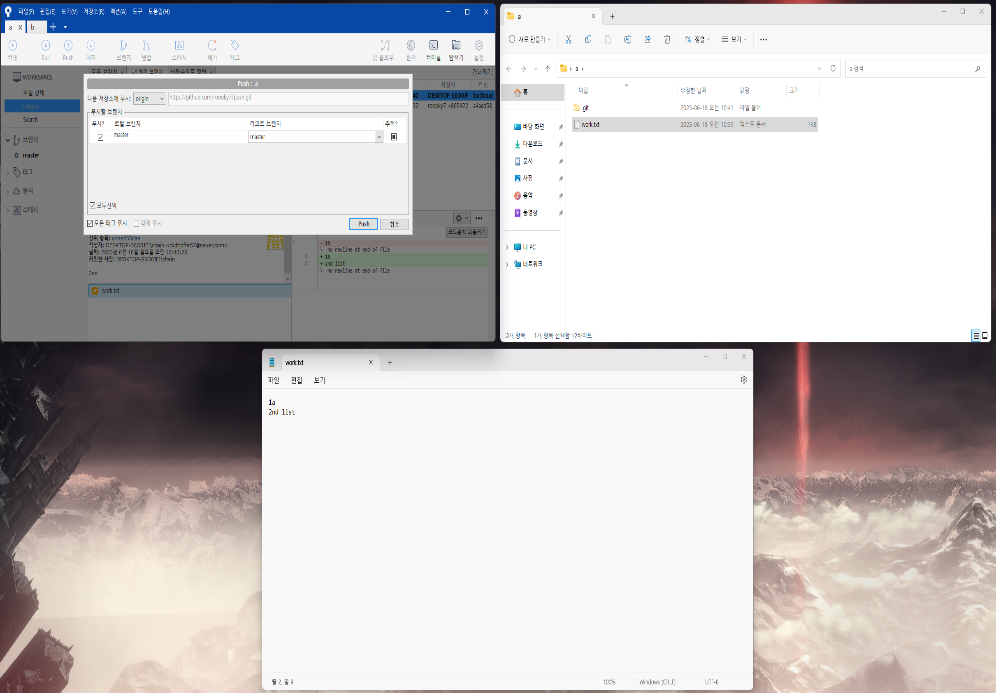 파일(F) 편집(E) 보기(V) 저장소(R) 액션(A) 도구 도움말(H)
a
b
커밋
Pull
Push
패치
브랜치
병합
스태시
폐기
태그
깃 플로우
원격
터미널
탐색기
설정
WORKSPACE
파일 상태
History
Search
브랜치
master
태그
원격
스태시
Push : a
다음 저장소에 푸시:
origin
https://github.com/roooky7/push.git
푸시할 브랜치
푸시?
로컬 브랜치
리모트 브랜치
추적?
master
master
모두선택
모든 태그 푸시
강제 푸시
Push
취소
작성자
커밋
2nd
work.txt
- 1a
\ No newline at end of file
+ 1a
+ 2nd list
\ No newline at end of file
a
새로 만들기
정렬
보기
a
a 검색
이름
수정한 날짜
유형
크기
홈
.git
2023-06-18 오전 10:41
파일 폴더
work.txt
2023-06-18 오전 10:39
텍스트 문서
1KB
바탕 화면
다운로드
문서
사진
음악
동영상
내 PC
네트워크
2개 항목
1개 항목 선택함 12바이트
work.txt
파일
편집
보기
1a
2nd list
100%
Windows (CRLF)
UTF-8